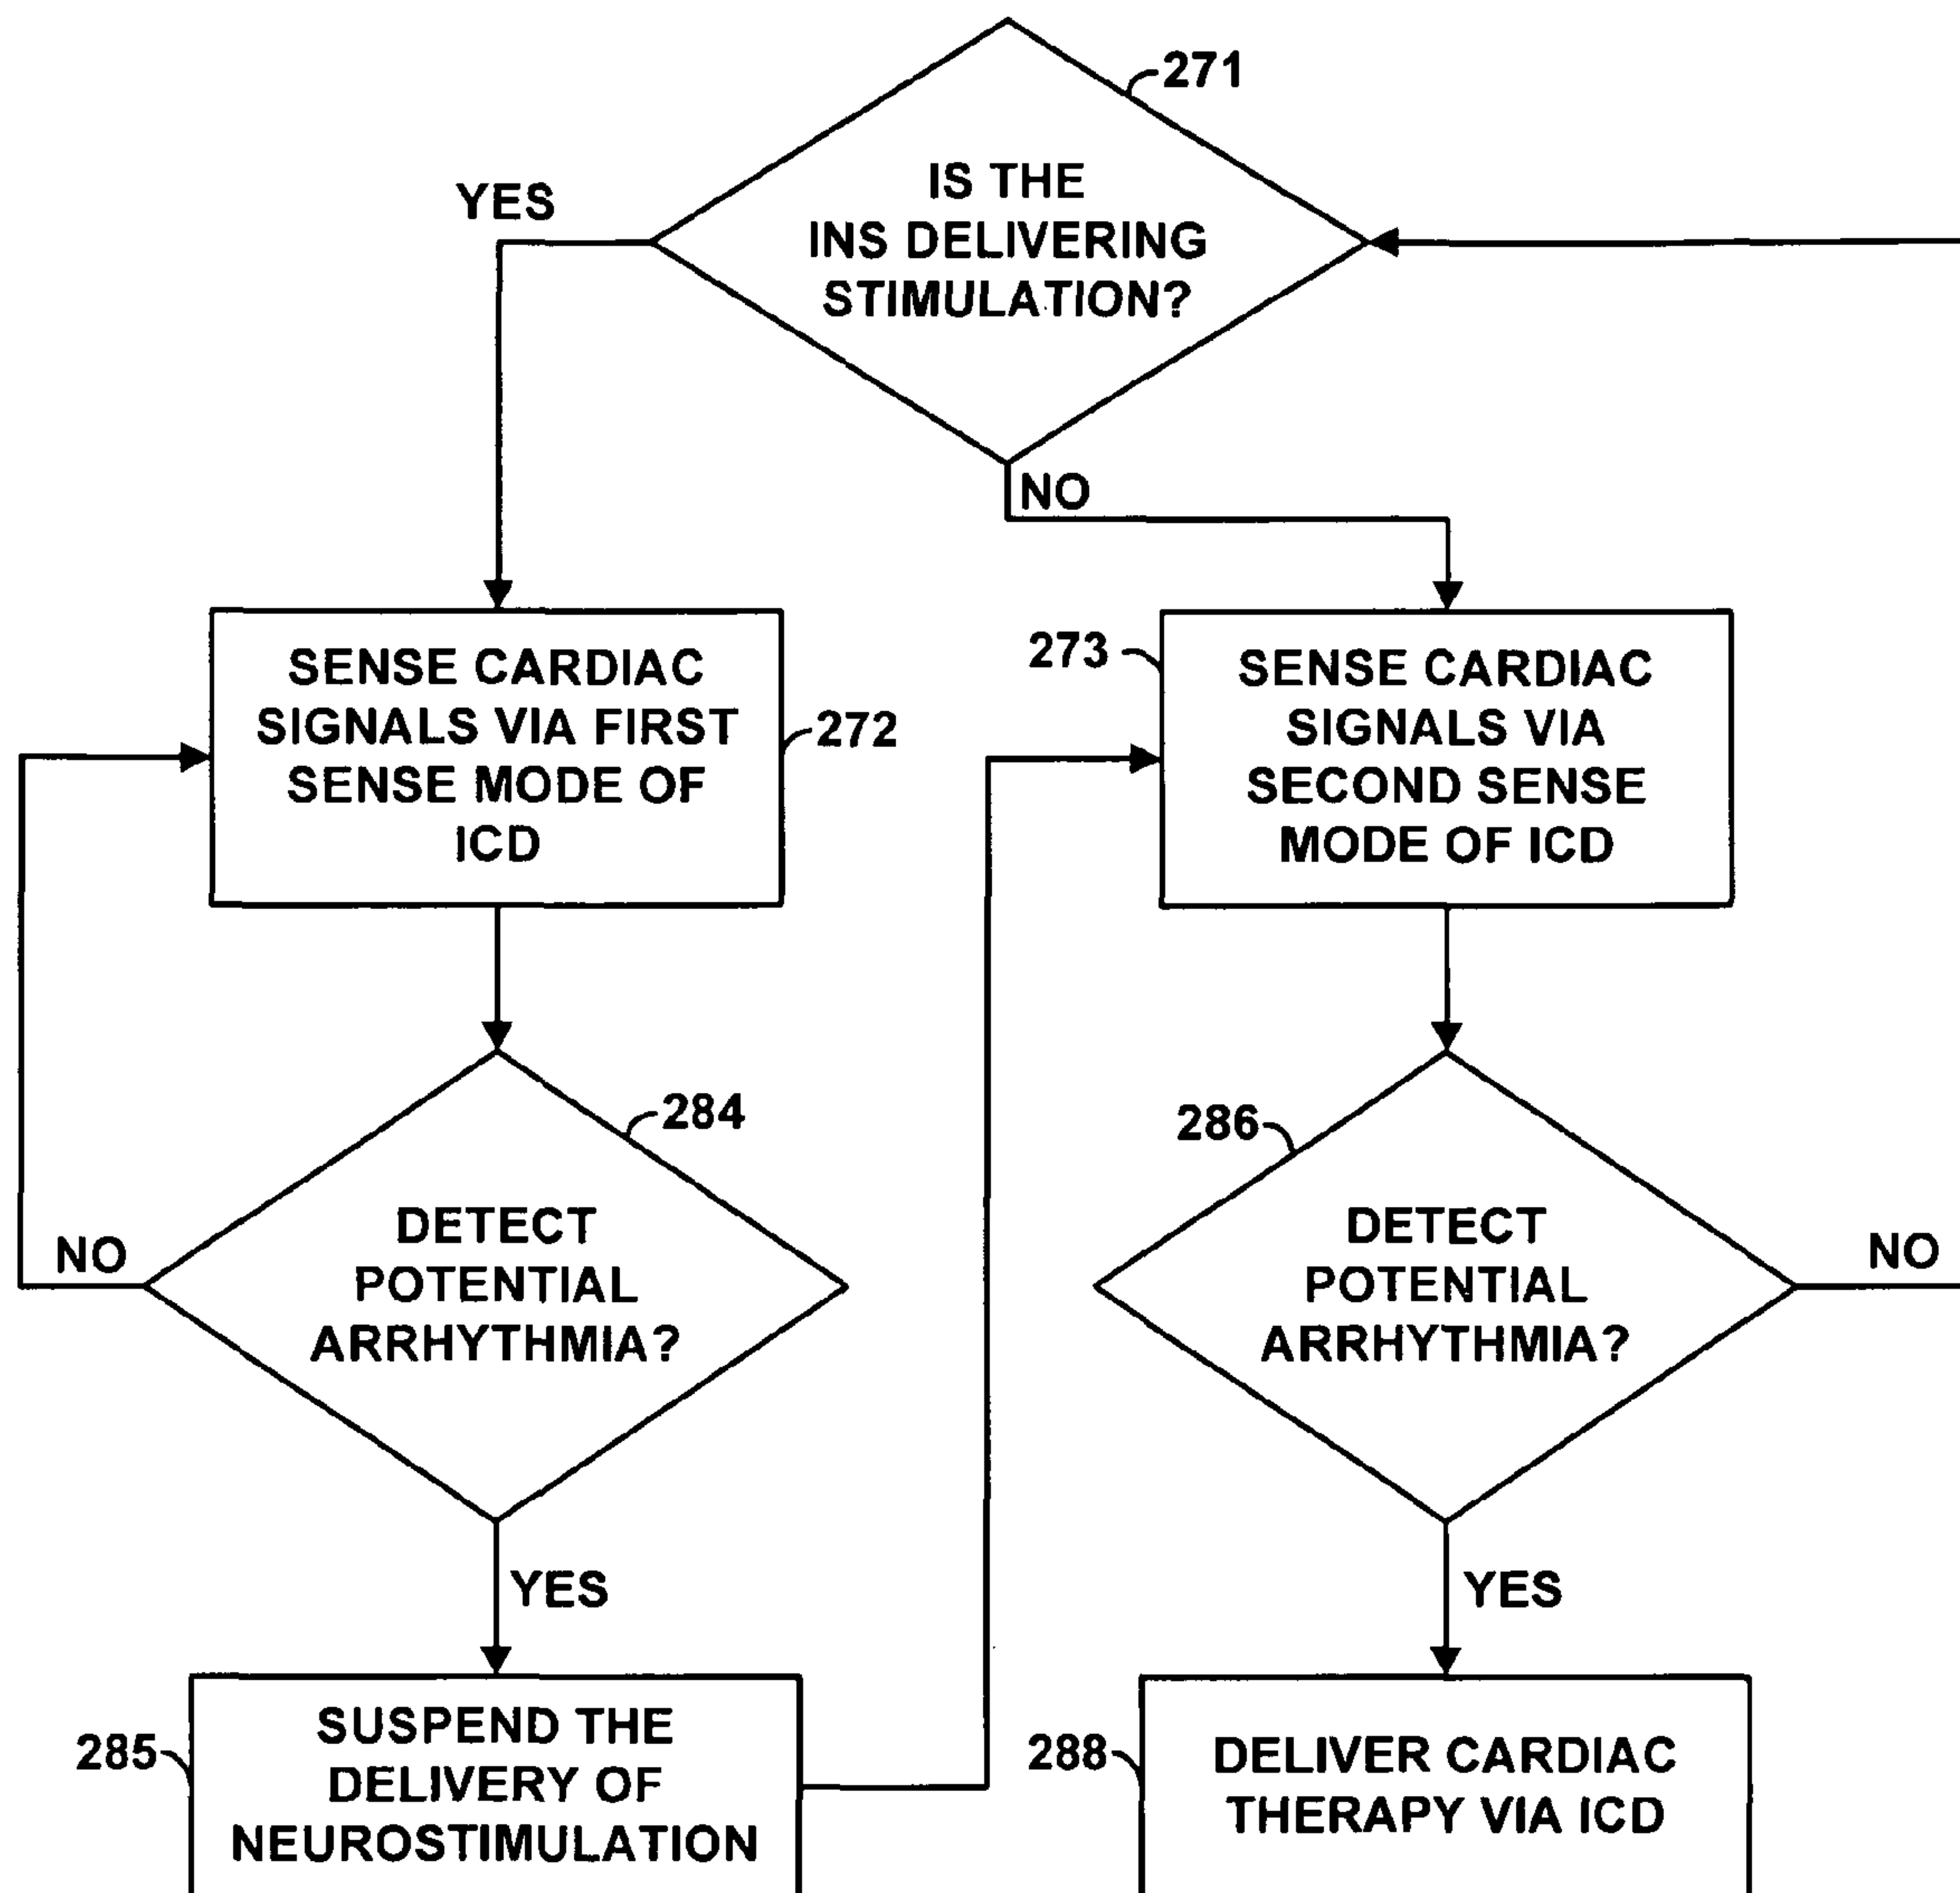 271
IS THE
INS DELIVERING
STIMULATION?
YES
NO
SENSE CARDIAC
SIGNALS VIA FIRST
SENSE MODE OF
ICD
272
273
SENSE CARDIAC
SIGNALS VIA
SECOND SENSE
MODE OF ICD
284
DETECT
POTENTIAL
ARRHYTHMIA?
NO
YES
286
DETECT
POTENTIAL
ARRHYTHMIA?
NO
YES
285
SUSPEND THE
DELIVERY OF
NEUROSTIMULATION
288
DELIVER CARDIAC
THERAPY VIA ICD